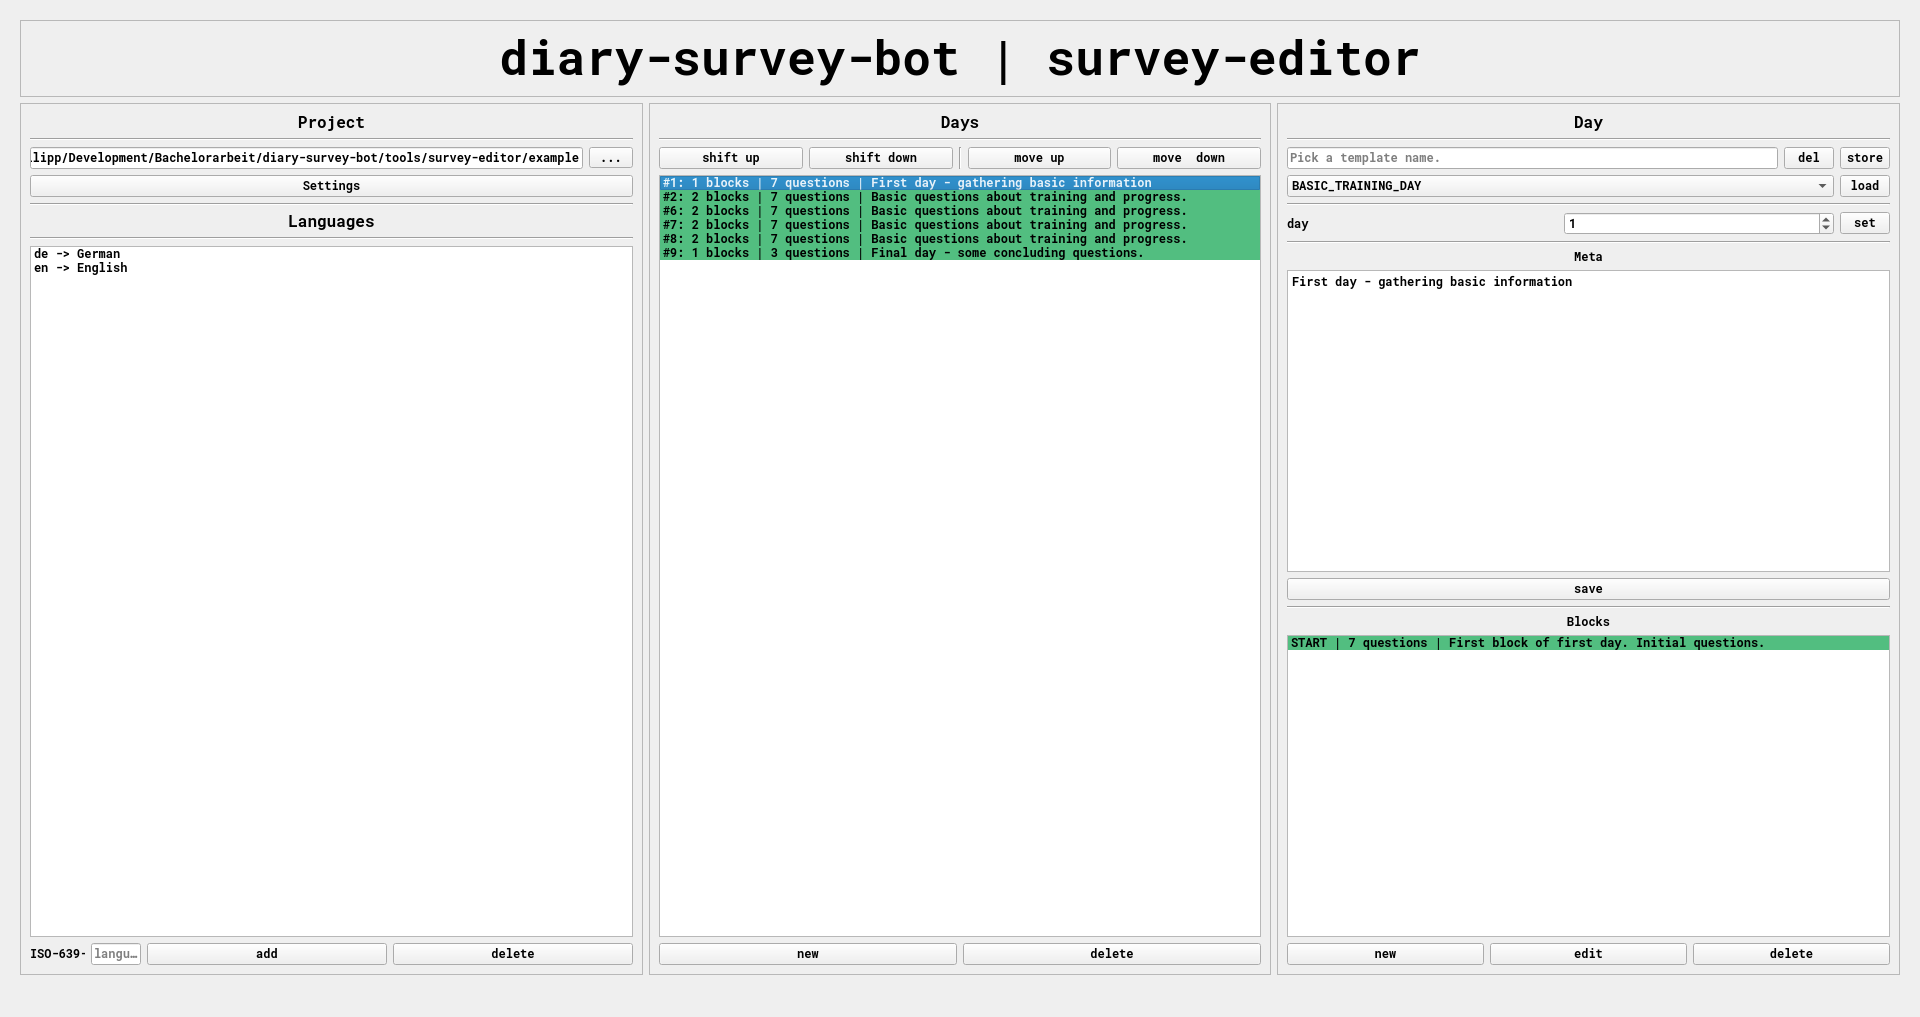 diary-survey-bot | survey-editor
Project
lipp/Development/Bachelorarbeit/diary-survey-bot/tools/survey-editor/example ...
Settings
Languages
de -> German
en -> English
ISO-639- langu… add delete
Days
shift up shift down move up move  down
#1: 1 blocks | 7 questions | First day - gathering basic information
#2: 2 blocks | 7 questions | Basic questions about training and progress.
#6: 2 blocks | 7 questions | Basic questions about training and progress.
#7: 2 blocks | 7 questions | Basic questions about training and progress.
#8: 2 blocks | 7 questions | Basic questions about training and progress.
#9: 1 blocks | 3 questions | Final day - some concluding questions.
new delete
Day
Pick a template name. del store
BASIC_TRAINING_DAY load
day 1 set
Meta
First day - gathering basic information
save
Blocks
START | 7 questions | First block of first day. Initial questions.
new edit delete